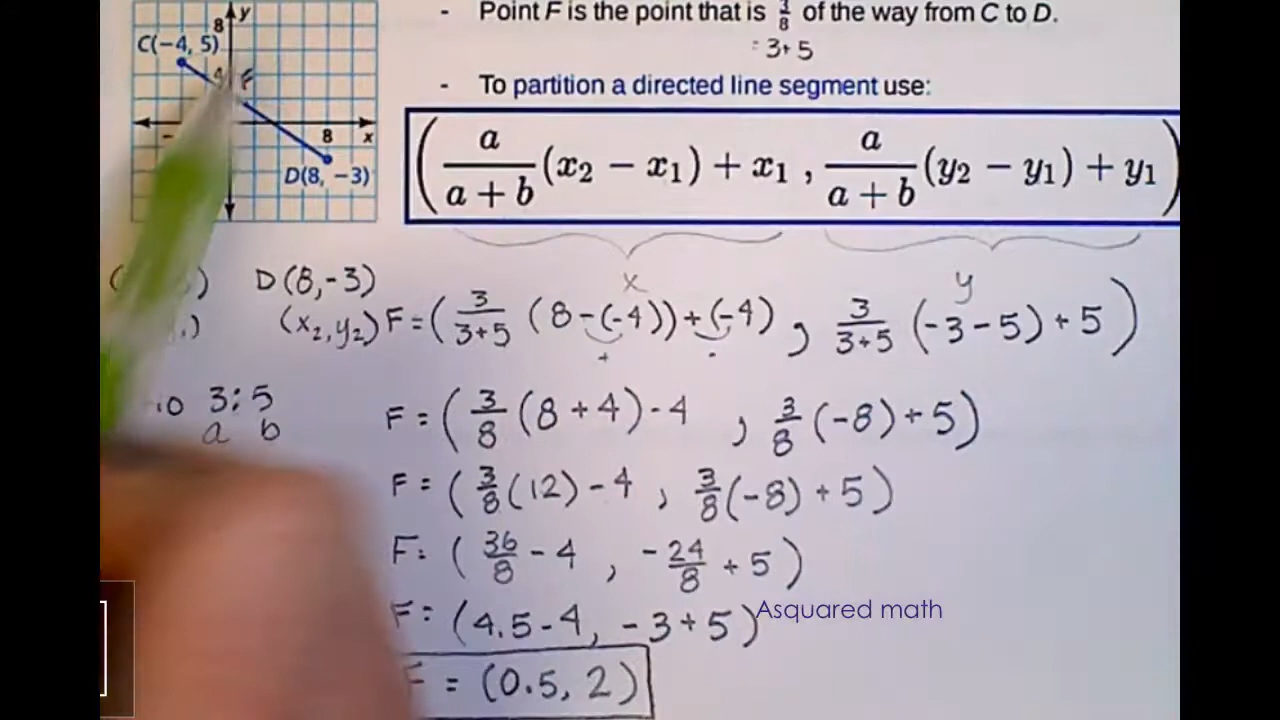 - Point F is the point that is 3/8 of the way from C to D.
= 3+5
8 y
C(−4, 5)
4 F
- To partition a directed line segment use:
8 x
D(8, −3)
( a/(a + b) (x₂ − x₁) + x₁ , a/(a + b) (y₂ − y₁) + y₁ )
x y
D(8,-3)
(x₂,y₂) F = ( 3/(3+5) (8-(-4))+(-4) , 3/(3+5) (-3-5)+5 )
+ -
3:5
a b
F = ( 3/8 (8+4)-4 , 3/8 (-8)+5 )
F = ( 3/8 (12)-4 , 3/8 (-8)+5 )
F: ( 36/8 - 4 , -24/8 + 5 )
F: (4.5-4, -3+5)
Asquared math
F = (0.5, 2)